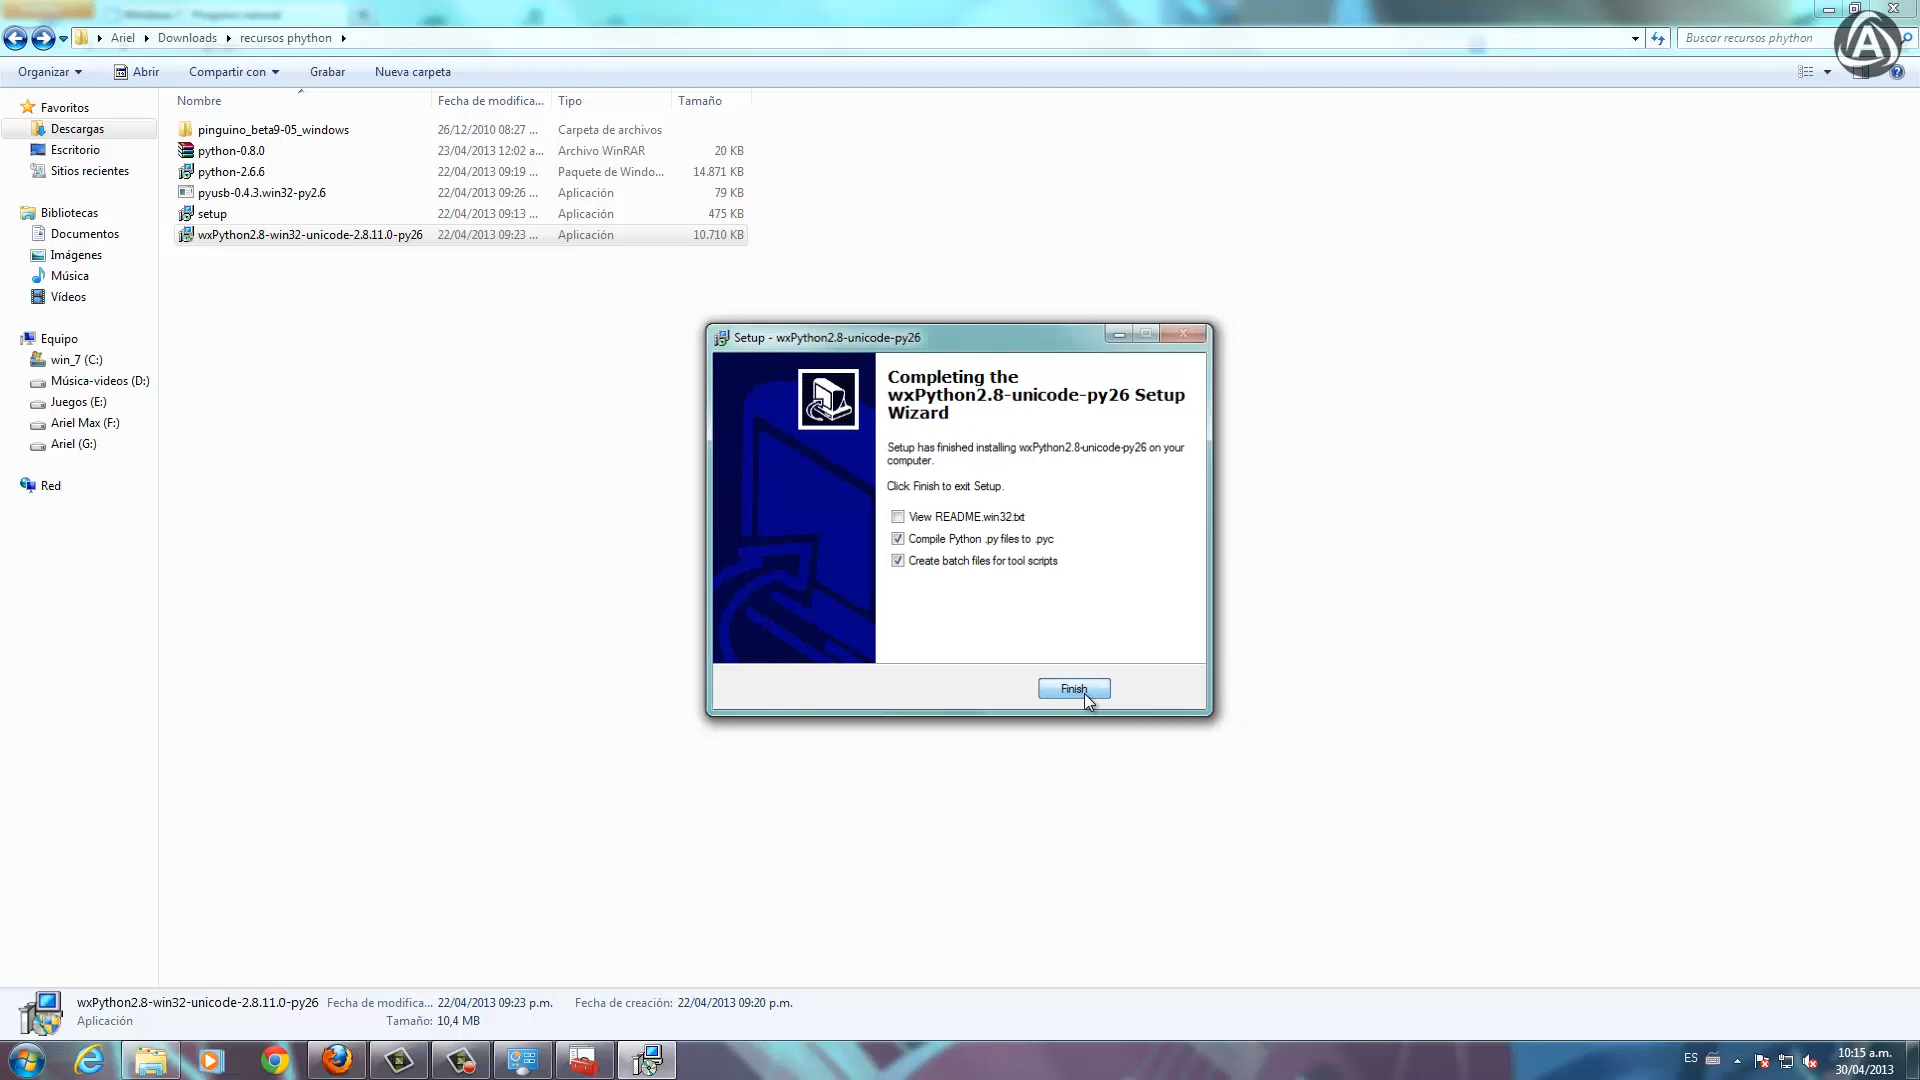 Ariel Downloads recursos phython
Buscar recursos phython
Organizar Abrir Compartir con Grabar Nueva carpeta
Nombre Fecha de modifica... Tipo Tamaño
Favoritos
Descargas
Escritorio
Sitios recientes
Bibliotecas
Documentos
Imágenes
Música
Vídeos
Equipo
win_7 (C:)
Música-videos (D:)
Juegos (E:)
Ariel Max (F:)
Ariel (G:)
Red
pinguino_beta9-05_windows 26/12/2010 08:27 ... Carpeta de archivos
python-0.8.0 23/04/2013 12:02 a... Archivo WinRAR 20 KB
python-2.6.6 22/04/2013 09:19 ... Paquete de Windo... 14.871 KB
pyusb-0.4.3.win32-py2.6 22/04/2013 09:26 ... Aplicación 79 KB
setup 22/04/2013 09:13 ... Aplicación 475 KB
wxPython2.8-win32-unicode-2.8.11.0-py26 22/04/2013 09:23 ... Aplicación 10.710 KB
Setup - wxPython2.8-unicode-py26
Completing the
wxPython2.8-unicode-py26 Setup
Wizard
Setup has finished installing wxPython2.8-unicode-py26 on your
computer.
Click Finish to exit Setup.
View README.win32.txt
Compile Python .py files to .pyc
Create batch files for tool scripts
Finish
wxPython2.8-win32-unicode-2.8.11.0-py26 Fecha de modifica... 22/04/2013 09:23 p.m. Fecha de creación: 22/04/2013 09:20 p.m.
Aplicación Tamaño: 10,4 MB
ES
10:15 a.m.
30/04/2013